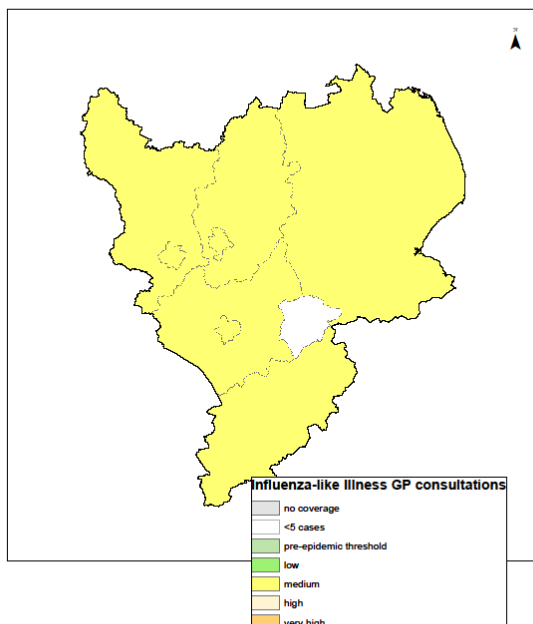 Influenza-like Illness GP consultations
no coverage
<5 cases
pre-epidemic threshold
low
medium
high
very high